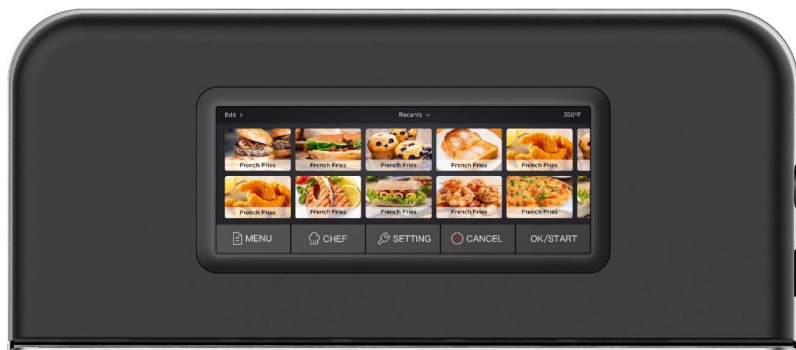 Edit >
Recents
350°F
French Fries
French Fries
French Fries
French Fries
French Fries
French Fries
French Fries
French Fries
French Fries
French Fries
MENU
CHEF
SETTING
CANCEL
OK/START